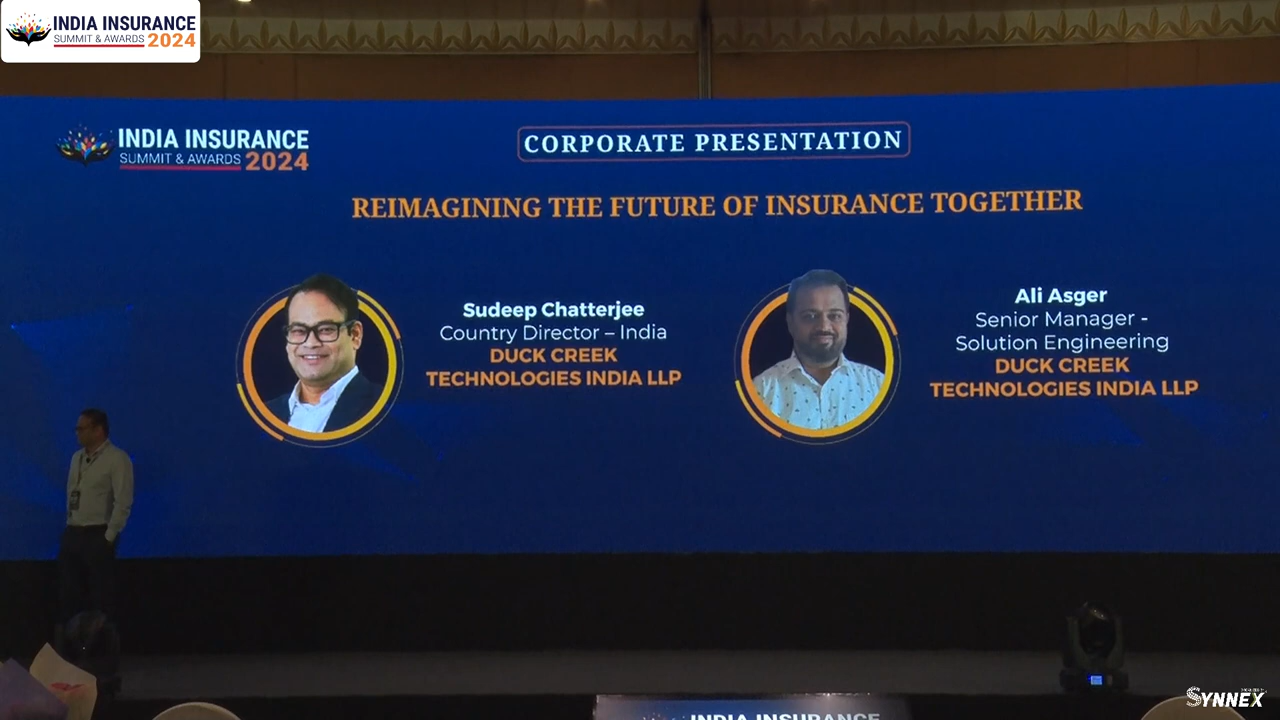 INDIA INSURANCE
SUMMIT & AWARDS 2024
INDIA INSURANCE
SUMMIT & AWARDS 2024
CORPORATE PRESENTATION
REIMAGINING THE FUTURE OF INSURANCE TOGETHER
Sudeep Chatterjee
Country Director – India
DUCK CREEK
TECHNOLOGIES INDIA LLP
Ali Asger
Senior Manager -
Solution Engineering
DUCK CREEK
TECHNOLOGIES INDIA LLP
SYNNEX
INDIA INSURANCE